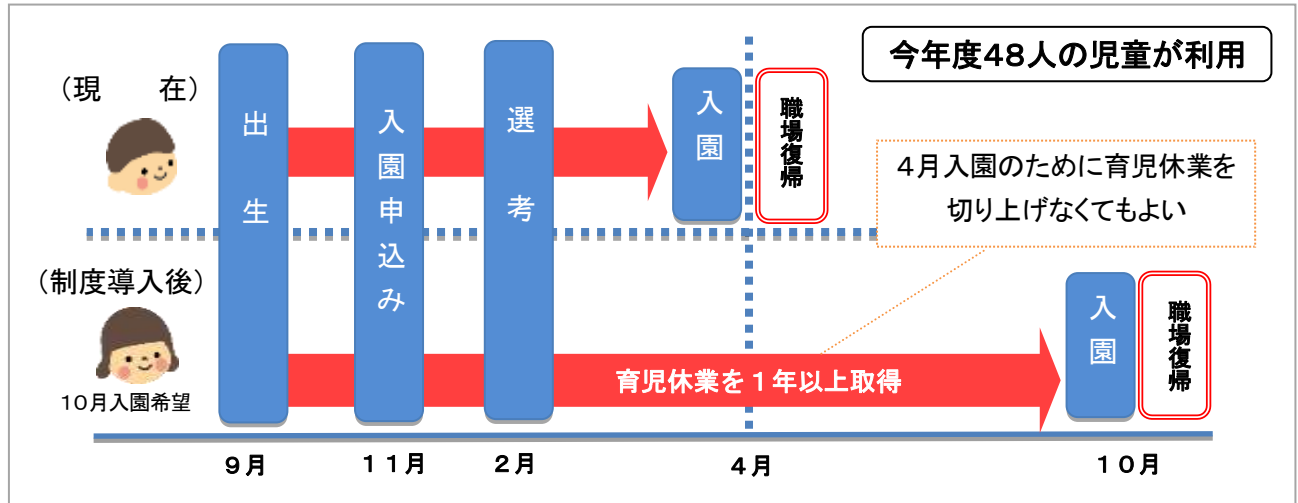 今年度48人の児童が利用
（現　　在）
出生
入園申込み
選考
入園
職場復帰
４月入園のために育児休業を
切り上げなくてもよい
（制度導入後）
10月入園希望
育児休業を１年以上取得
入園
職場復帰
９月
１１月
２月
４月
１０月